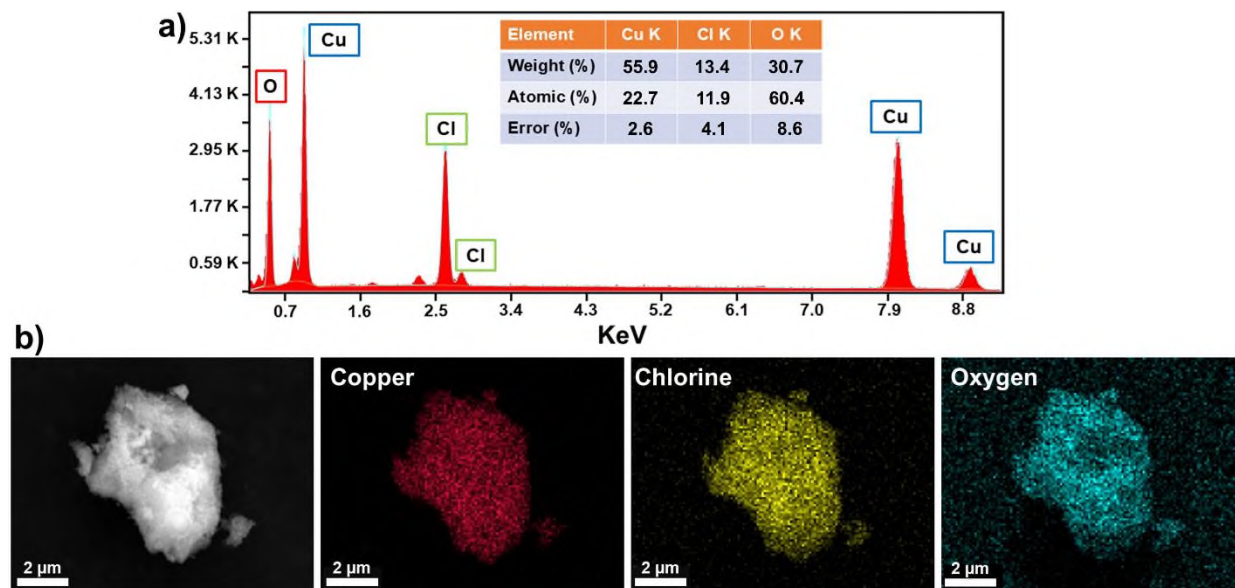 a)
5.31 K
4.13 K
2.95 K
1.77 K
0.59 K
O
Cu
Cl
Cl
Cu
Cu
Element Cu K Cl K O K
Weight (%) 55.9 13.4 30.7
Atomic (%) 22.7 11.9 60.4
Error (%) 2.6 4.1 8.6
0.7 1.6 2.5 3.4 4.3 5.2 6.1 7.0 7.9 8.8
KeV
b)
Copper
Chlorine
Oxygen
2 µm
2 µm
2 µm
2 µm